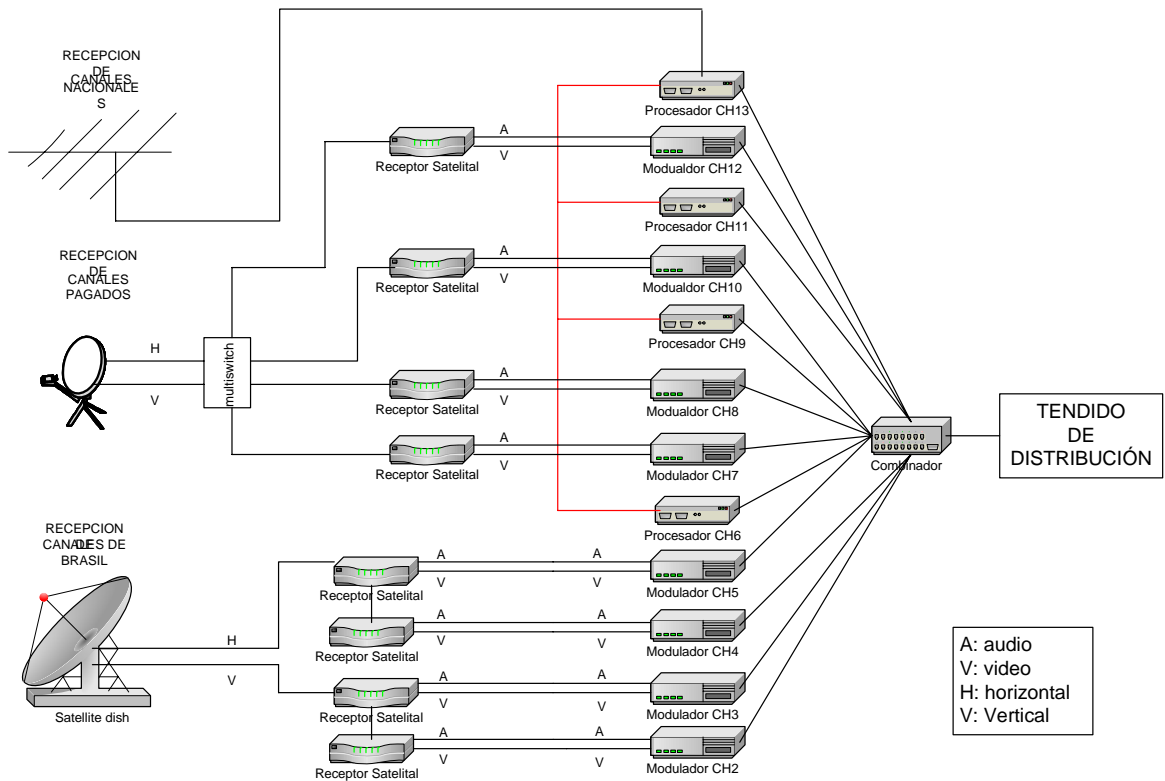 RECEPCION
DE
CANALES
NACIONALE
S
Procesador CH13
A
V
Receptor Satelital
Modualdor CH12
Procesador CH11
RECEPCION
DE
CANALES
PAGADOS
A
V
Receptor Satelital
Modualdor CH10
Procesador CH9
H
V
multiswitch
A
V
Receptor Satelital
Modualdor CH8
A
V
Receptor Satelital
Modulador CH7
Combinador
TENDIDO
DE
DISTRIBUCIÓN
Procesador CH6
RECEPCION
DE
CANALES DE
BRASIL
A
V
A
V
Receptor Satelital
Modulador CH5
H
V
A
V
A
V
Receptor Satelital
Modulador CH4
A
V
A
V
Receptor Satelital
Modulador CH3
A
V
A
V
Receptor Satelital
Modulador CH2
Satellite dish
A: audio
V: video
H: horizontal
V: Vertical